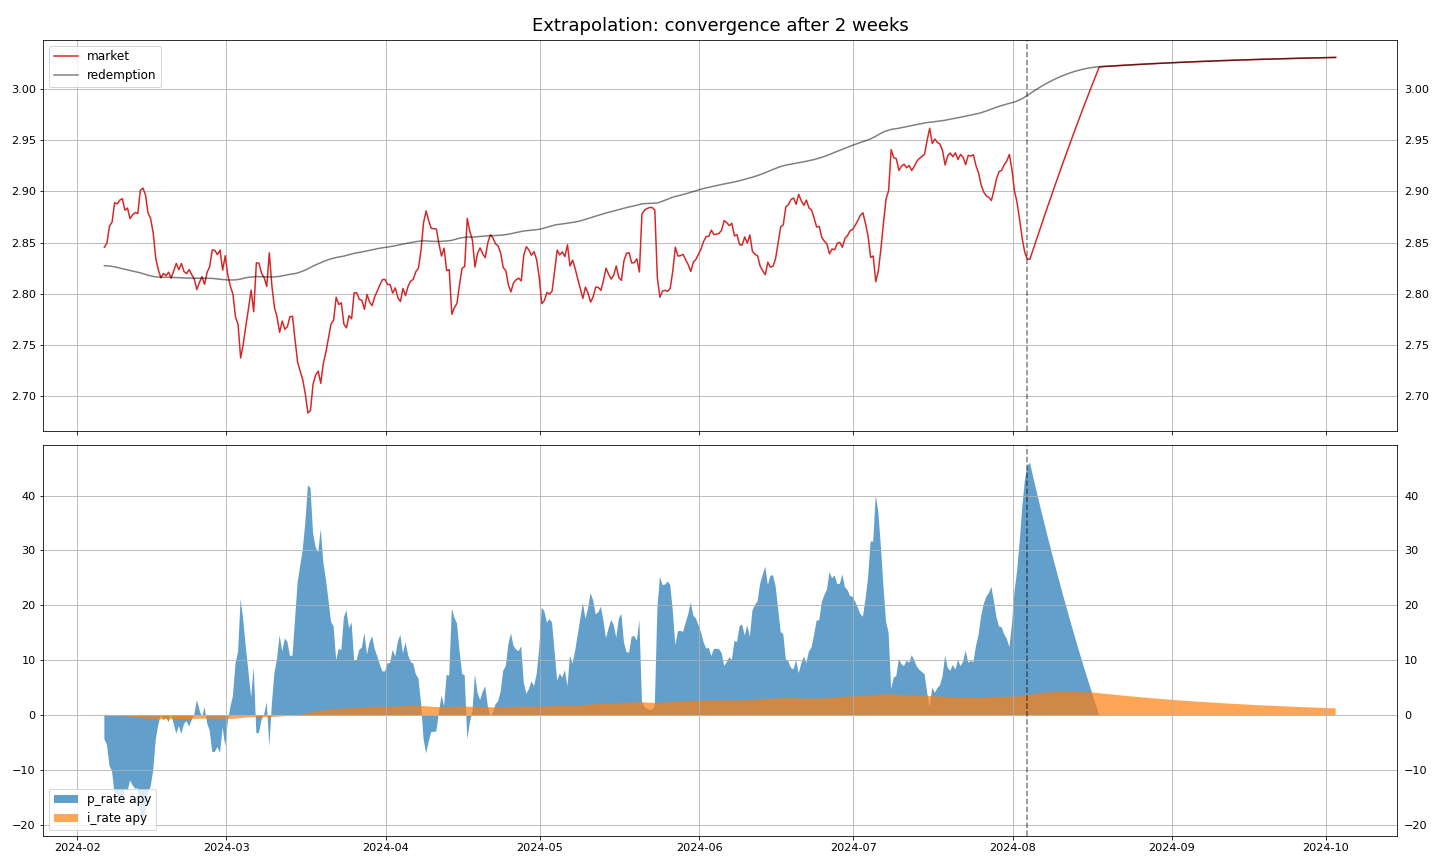 Extrapolation: convergence after 2 weeks
market
redemption
3.00 3.00
2.95 2.95
2.90 2.90
2.85 2.85
2.80 2.80
2.75 2.75
2.70 2.70
40 40
30 30
20 20
10 10
0 0
−10 −10
p_rate apy
i_rate apy
−20 −20
2024-02 2024-03 2024-04 2024-05 2024-06 2024-07 2024-08 2024-09 2024-10